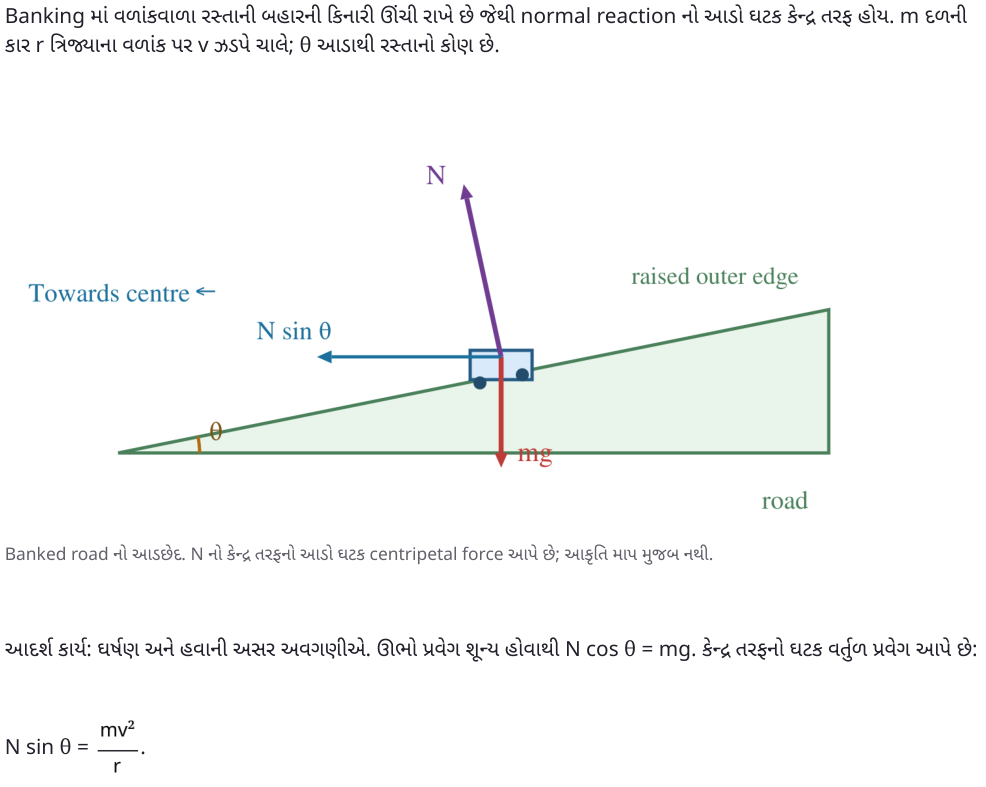 Banking માં વળાંકવાળા રસ્તાની બહારની કિનારી ઊંચી રાખે છે જેથી normal reaction નો આડો ઘટક કેન્દ્ર તરફ હોય. m દળની
કાર r ત્રિજ્યાના વળાંક પર v ઝડપે ચાલે; θ આડાથી રસ્તાનો કોણ છે.
N
raised outer edge
Towards centre ←
N sin θ
θ
mg
road
Banked road નો આડછેદ. N નો કેન્દ્ર તરફનો આડો ઘટક centripetal force આપે છે; આકૃતિ માપ મુજબ નથી.
આદર્શ કાર્ય: ઘર્ષણ અને હવાની અસર અવગણીએ. ઊભો પ્રવેગ શૂન્ય હોવાથી N cos θ = mg. કેન્દ્ર તરફનો ઘટક વર્તુળ પ્રવેગ આપે છે:
N sin θ = mv²/r.